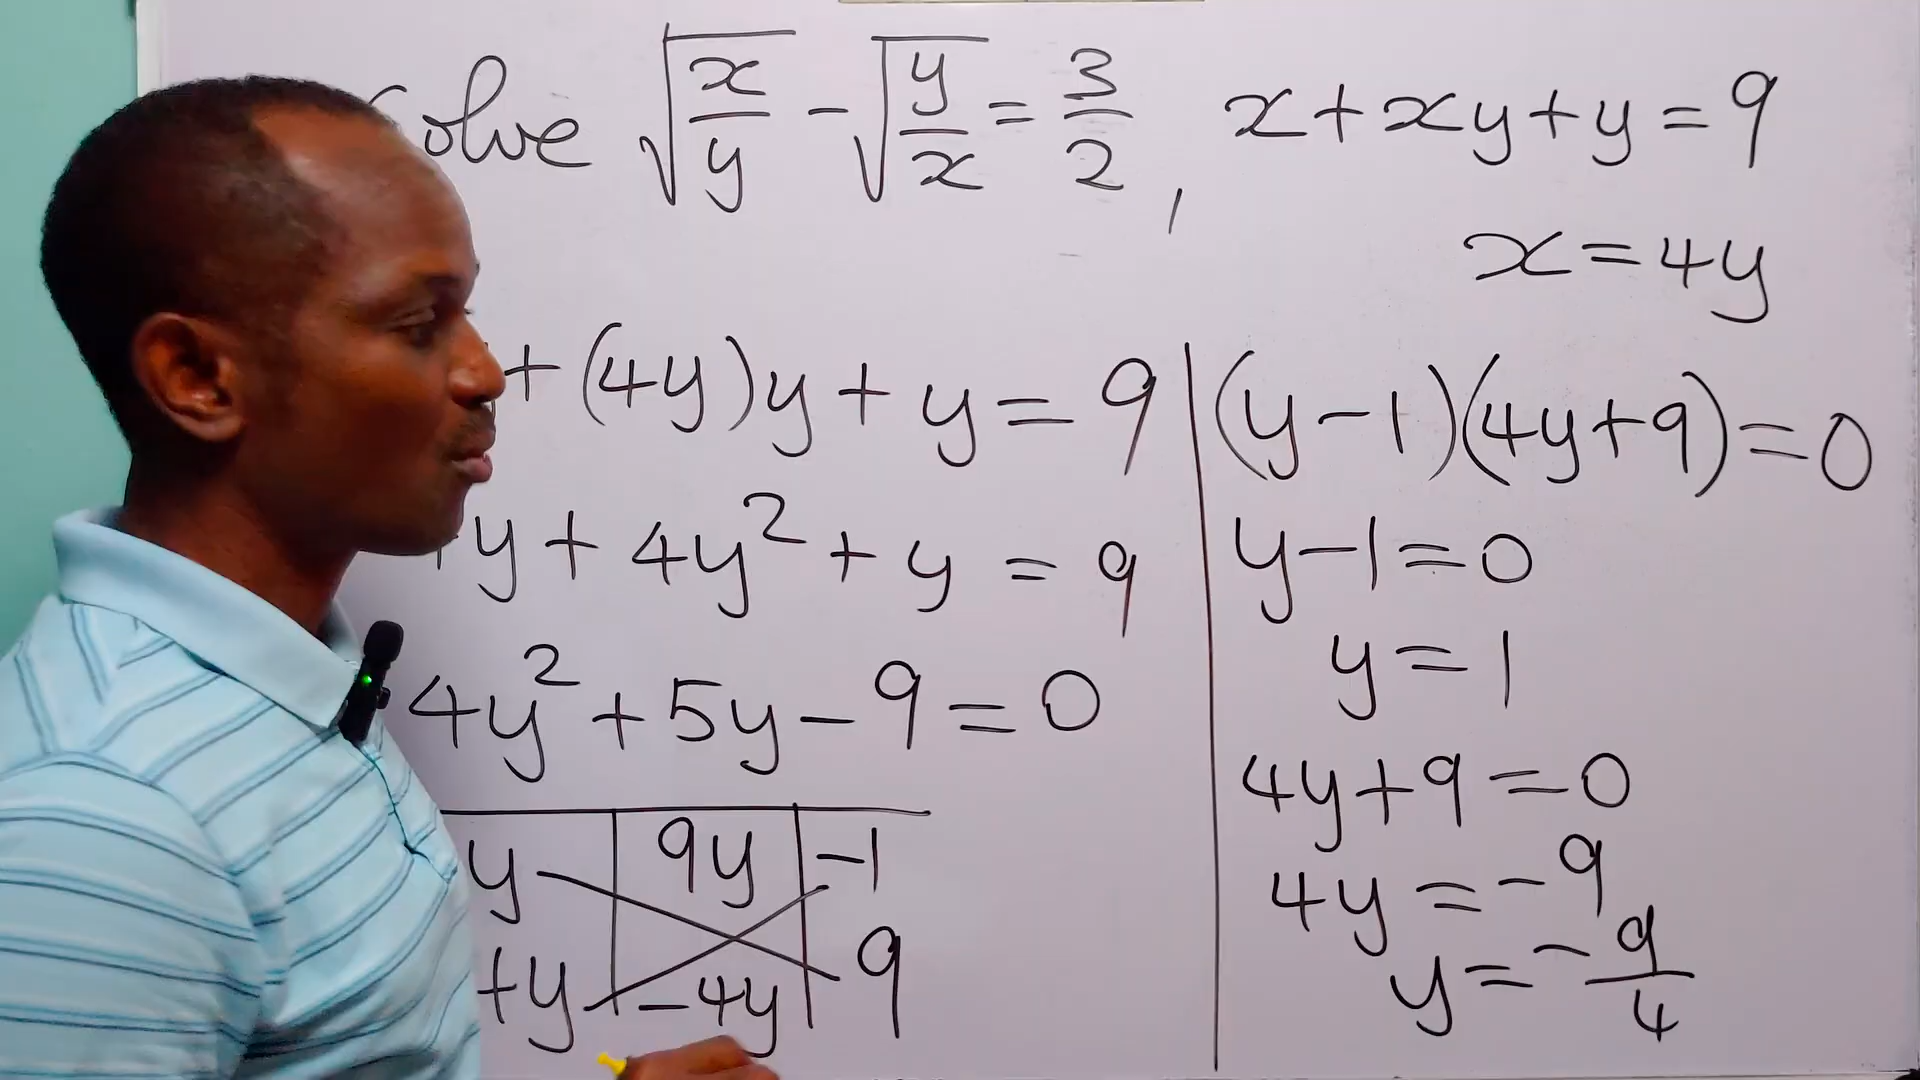 Solve √(x/y) - √(y/x) = 3/2, x + xy + y = 9
x = 4y
+ (4y)y + y = 9
y + 4y² + y = 9
4y² + 5y - 9 = 0
y | 9y | -1
+y | -4y | 9
(y-1)(4y+9) = 0
y - 1 = 0
y = 1
4y + 9 = 0
4y = -9
y = -9/4